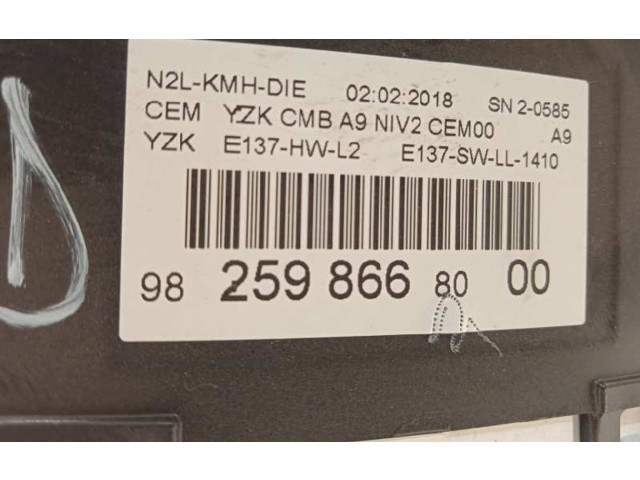 N2L-KMH-DIE 02:02:2018 SN 2-0585
CEM YZK CMB A9 NIV2 CEM00 A9
YZK E137-HW-L2 E137-SW-LL-1410
98 259 866 80 00